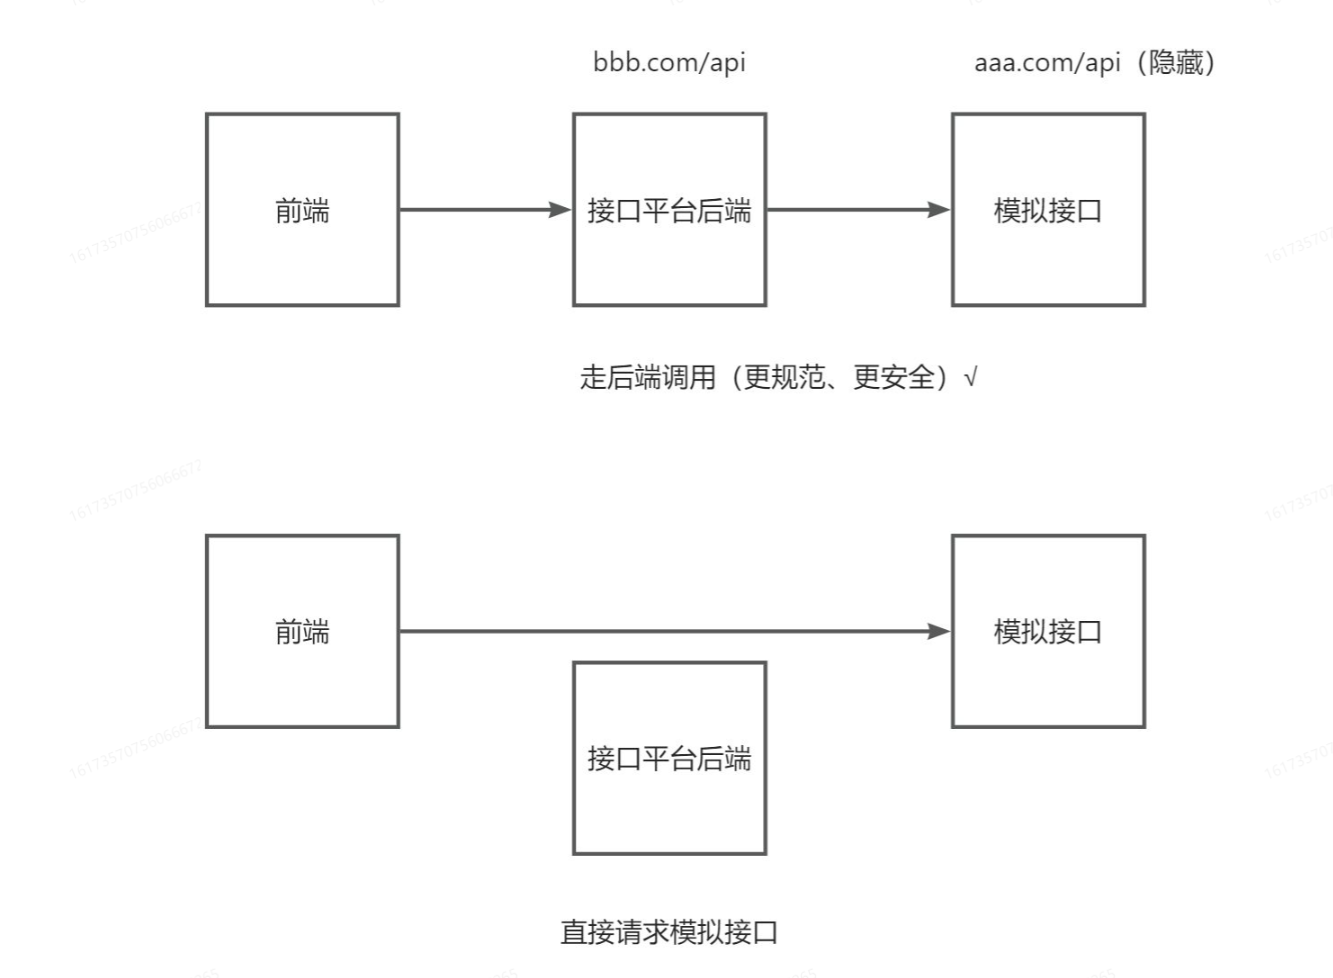 bbb.com/api
aaa.com/api（隐藏）
前端
接口平台后端
模拟接口
走后端调用（更规范、更安全）√
前端
模拟接口
接口平台后端
直接请求模拟接口